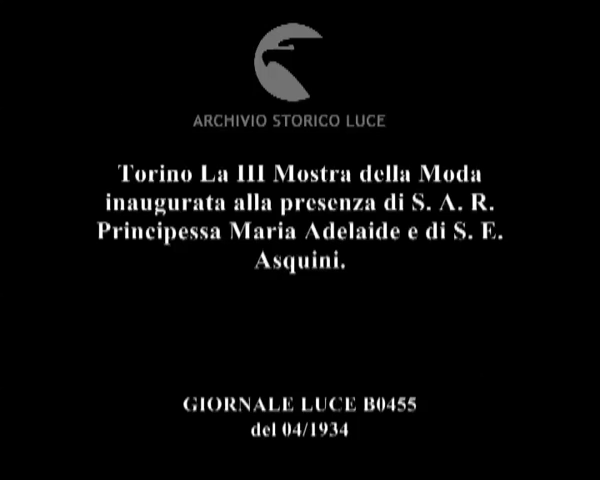 ARCHIVIO STORICO LUCE
Torino La III Mostra della Moda
inaugurata alla presenza di S. A. R.
Principessa Maria Adelaide e di S. E.
Asquini.
GIORNALE LUCE B0455
del 04/1934